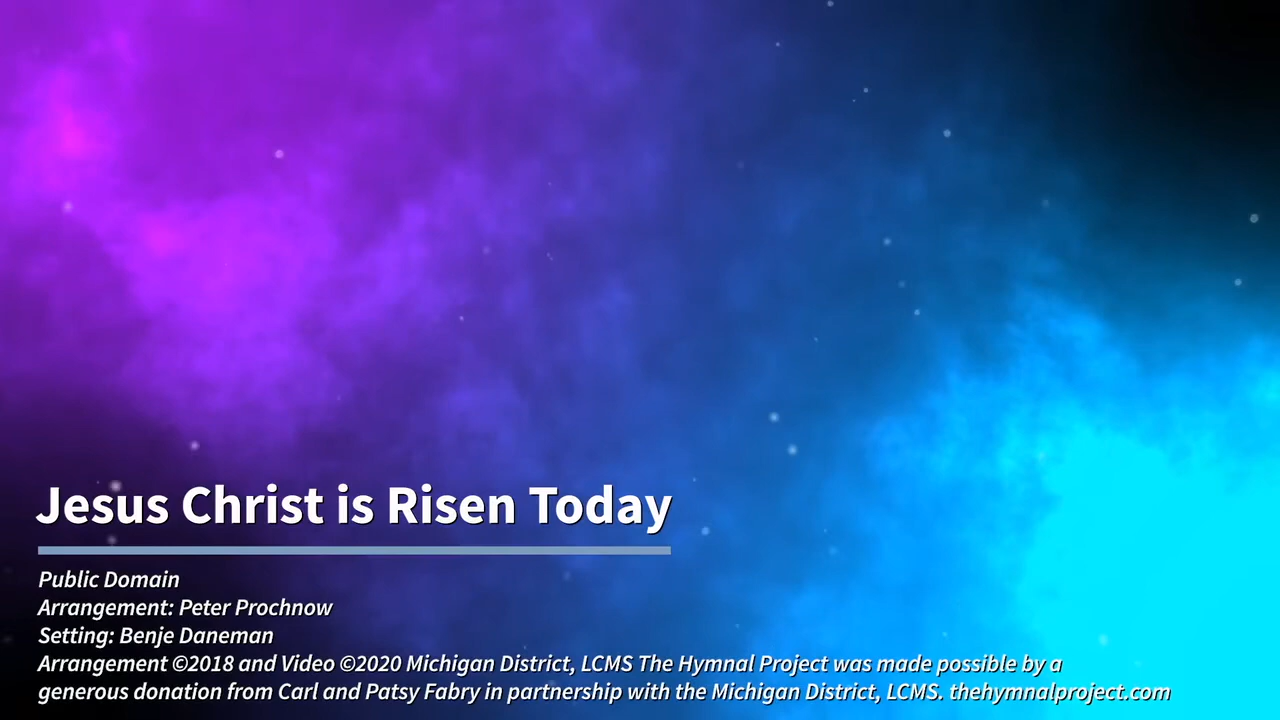 Jesus Christ is Risen Today
Public Domain
Arrangement: Peter Prochnow
Setting: Benje Daneman
Arrangement ©2018 and Video ©2020 Michigan District, LCMS The Hymnal Project was made possible by a
generous donation from Carl and Patsy Fabry in partnership with the Michigan District, LCMS. thehymnalproject.com